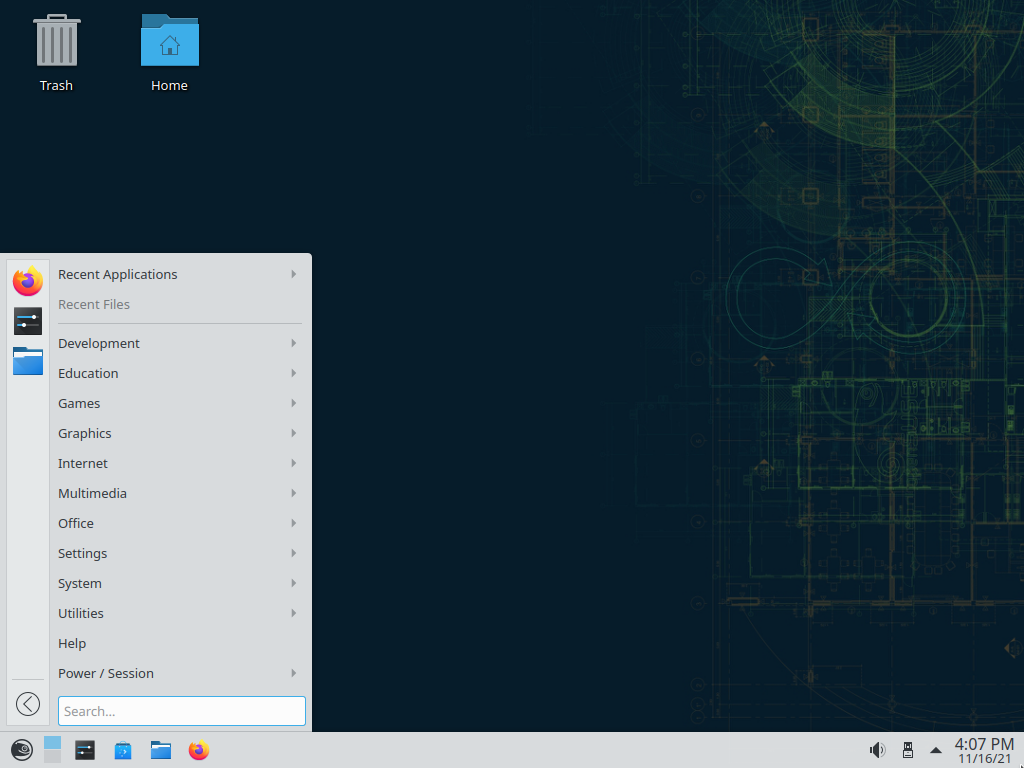 Trash
Home
Recent Applications
Recent Files
Development
Education
Games
Graphics
Internet
Multimedia
Office
Settings
System
Utilities
Help
Power / Session
Search...
4:07 PM
11/16/21